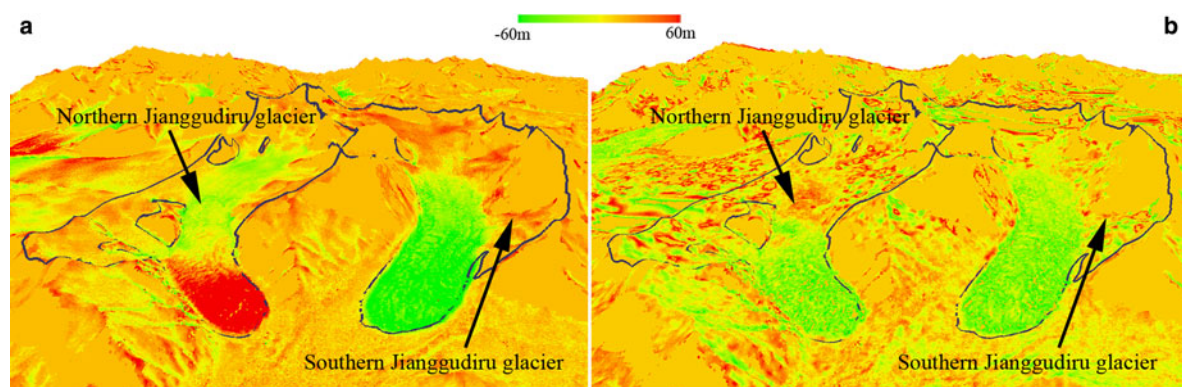 a
-60m
60m
b
Northern Jianggudiru glacier
Northern Jianggudiru glacier
Southern Jianggudiru glacier
Southern Jianggudiru glacier